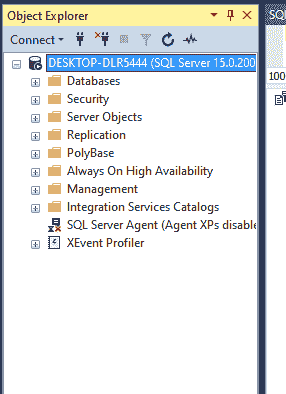 Object Explorer
Connect
DESKTOP-DLR5444 (SQL Server 15.0.200
Databases
Security
Server Objects
Replication
PolyBase
Always On High Availability
Management
Integration Services Catalogs
SQL Server Agent (Agent XPs disable
XEvent Profiler
SQL
100